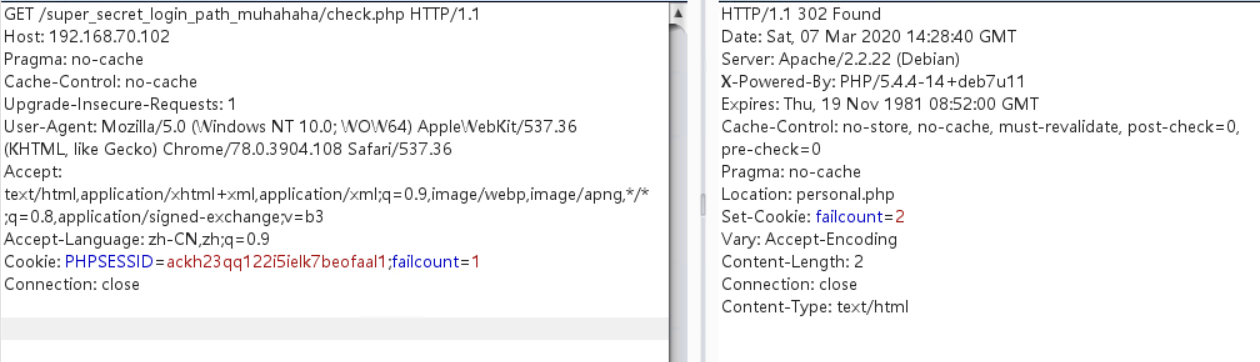 GET /super_secret_login_path_muhahaha/check.php HTTP/1.1
Host: 192.168.70.102
Pragma: no-cache
Cache-Control: no-cache
Upgrade-Insecure-Requests: 1
User-Agent: Mozilla/5.0 (Windows NT 10.0; WOW64) AppleWebKit/537.36
(KHTML, like Gecko) Chrome/78.0.3904.108 Safari/537.36
Accept:
text/html,application/xhtml+xml,application/xml;q=0.9,image/webp,image/apng,*/*
;q=0.8,application/signed-exchange;v=b3
Accept-Language: zh-CN,zh;q=0.9
Cookie: PHPSESSID=ackh23qq122i5ielk7beofaal1;failcount=1
Connection: close
HTTP/1.1 302 Found
Date: Sat, 07 Mar 2020 14:28:40 GMT
Server: Apache/2.2.22 (Debian)
X-Powered-By: PHP/5.4.4-14+deb7u11
Expires: Thu, 19 Nov 1981 08:52:00 GMT
Cache-Control: no-store, no-cache, must-revalidate, post-check=0,
pre-check=0
Pragma: no-cache
Location: personal.php
Set-Cookie: failcount=2
Vary: Accept-Encoding
Content-Length: 2
Connection: close
Content-Type: text/html